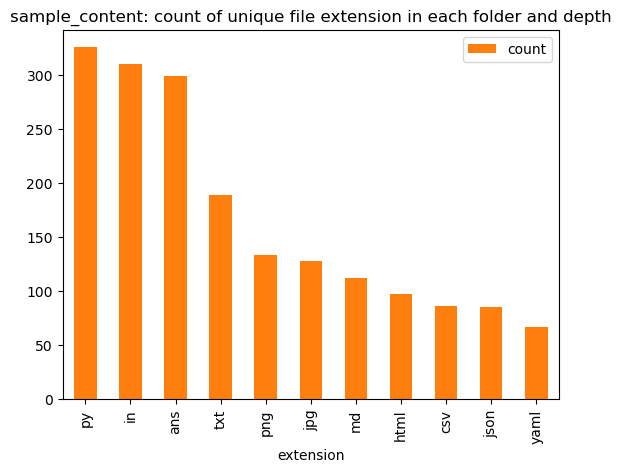 sample_content: count of unique file extension in each folder and depth
count
300
250
200
150
100
50
0
py
in
ans
txt
png
jpg
md
html
csv
json
yaml
extension